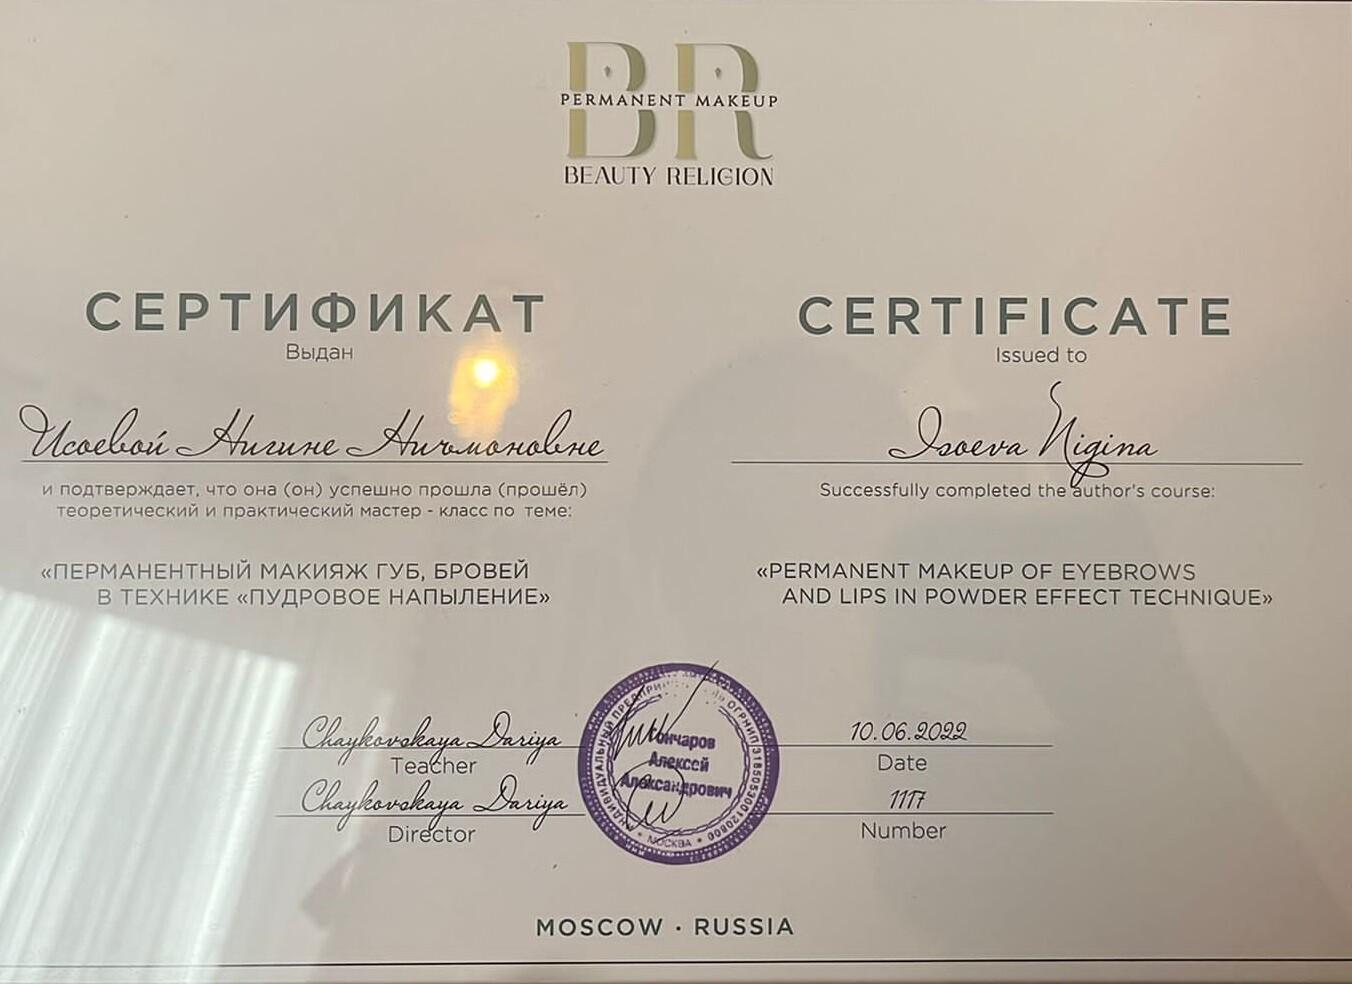 PERMANENT MAKEUP
BR
BEAUTY RELIGION
СЕРТИФИКАТ
Выдан
Исоевой Нигине Ничмоновне
и подтверждает, что она (он) успешно прошла (прошёл)
теоретический и практический мастер - класс по теме:
«ПЕРМАНЕНТНЫЙ МАКИЯЖ ГУБ, БРОВЕЙ
В ТЕХНИКЕ «ПУДРОВОЕ НАПЫЛЕНИЕ»
CERTIFICATE
Issued to
Isoeva Nigina
Successfully completed the author's course:
«PERMANENT MAKEUP OF EYEBROWS
AND LIPS IN POWDER EFFECT TECHNIQUE»
Chaykovskaya Dariya
Teacher
Chaykovskaya Dariya
Director
ИНДИВИДУАЛЬНЫЙ
ОГРНИП
МОСКВА
Гончаров
Алексей
Александрович
10.06.2022
Date
1117
Number
MOSCOW · RUSSIA